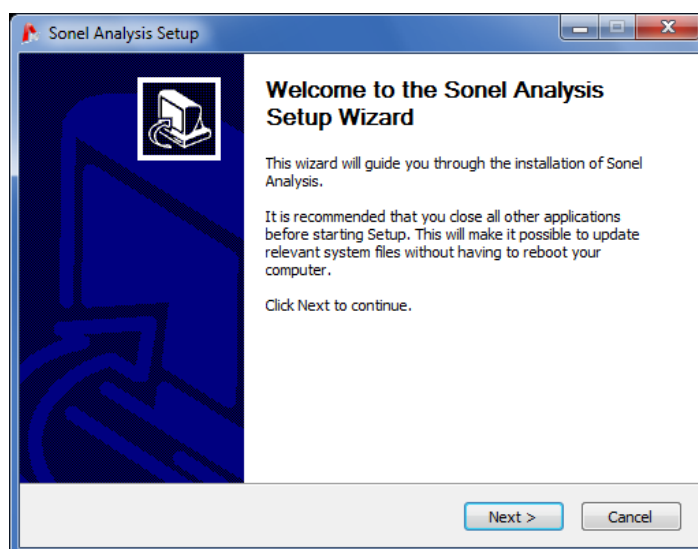 Sonel Analysis Setup
Welcome to the Sonel Analysis
Setup Wizard
This wizard will guide you through the installation of Sonel
Analysis.
It is recommended that you close all other applications
before starting Setup. This will make it possible to update
relevant system files without having to reboot your
computer.
Click Next to continue.
Next >
Cancel